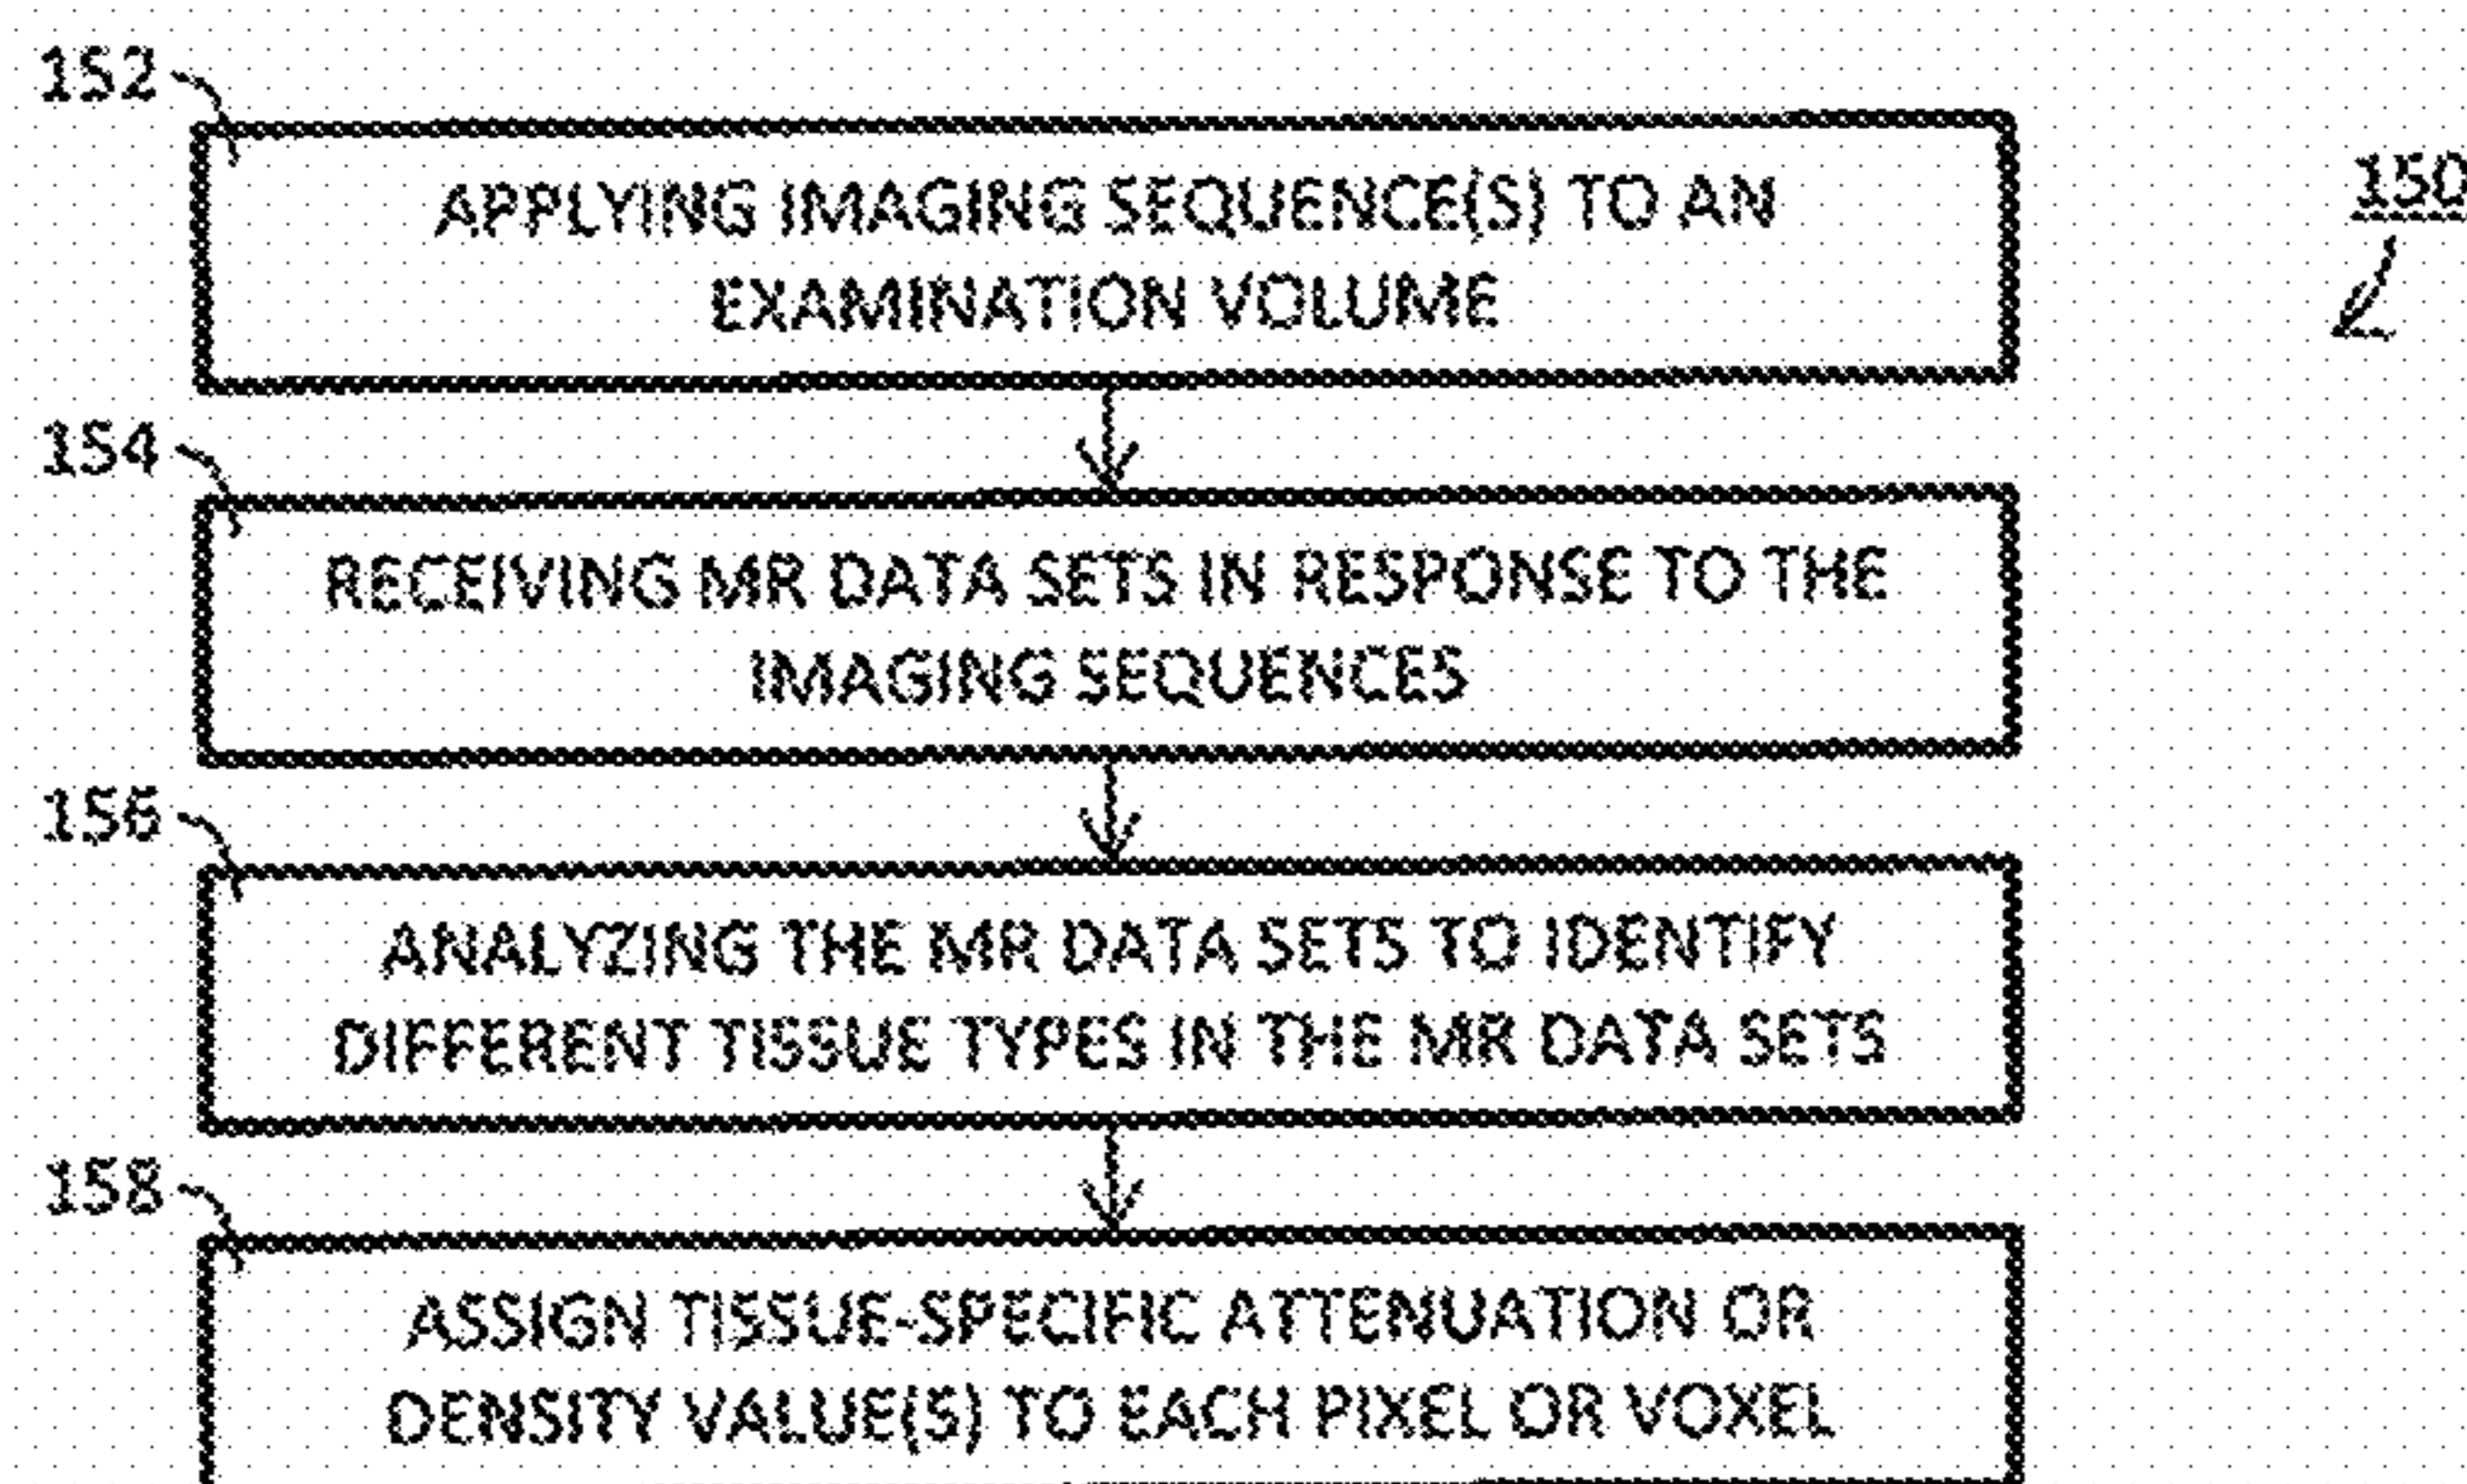 152
APPLYING IMAGING SEQUENCE(S) TO AN
EXAMINATION VOLUME
150
154
RECEIVING MR DATA SETS IN RESPONSE TO THE
IMAGING SEQUENCES
156
ANALYZING THE MR DATA SETS TO IDENTIFY
DIFFERENT TISSUE TYPES IN THE MR DATA SETS
158
ASSIGN TISSUE-SPECIFIC ATTENUATION OR
DENSITY VALUE(S) TO EACH PIXEL OR VOXEL